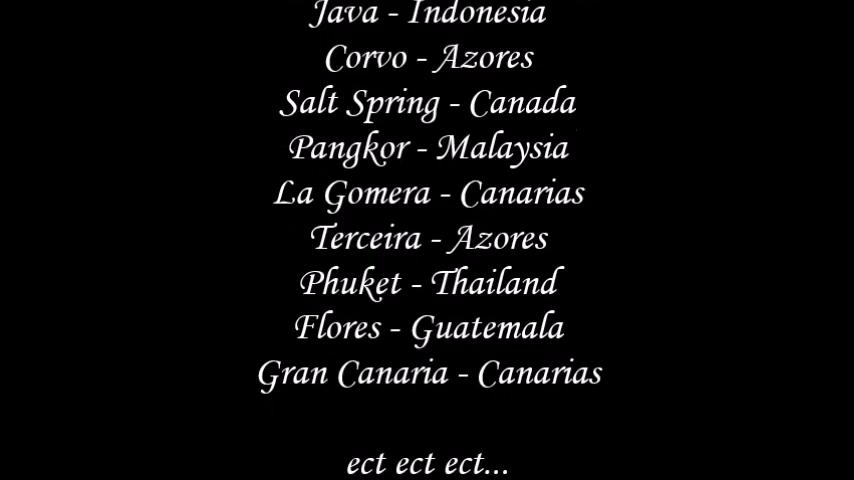 Java - Indonesia
Corvo - Azores
Salt Spring - Canada
Pangkor - Malaysia
La Gomera - Canarias
Terceira - Azores
Phuket - Thailand
Flores - Guatemala
Gran Canaria - Canarias
ect ect ect...